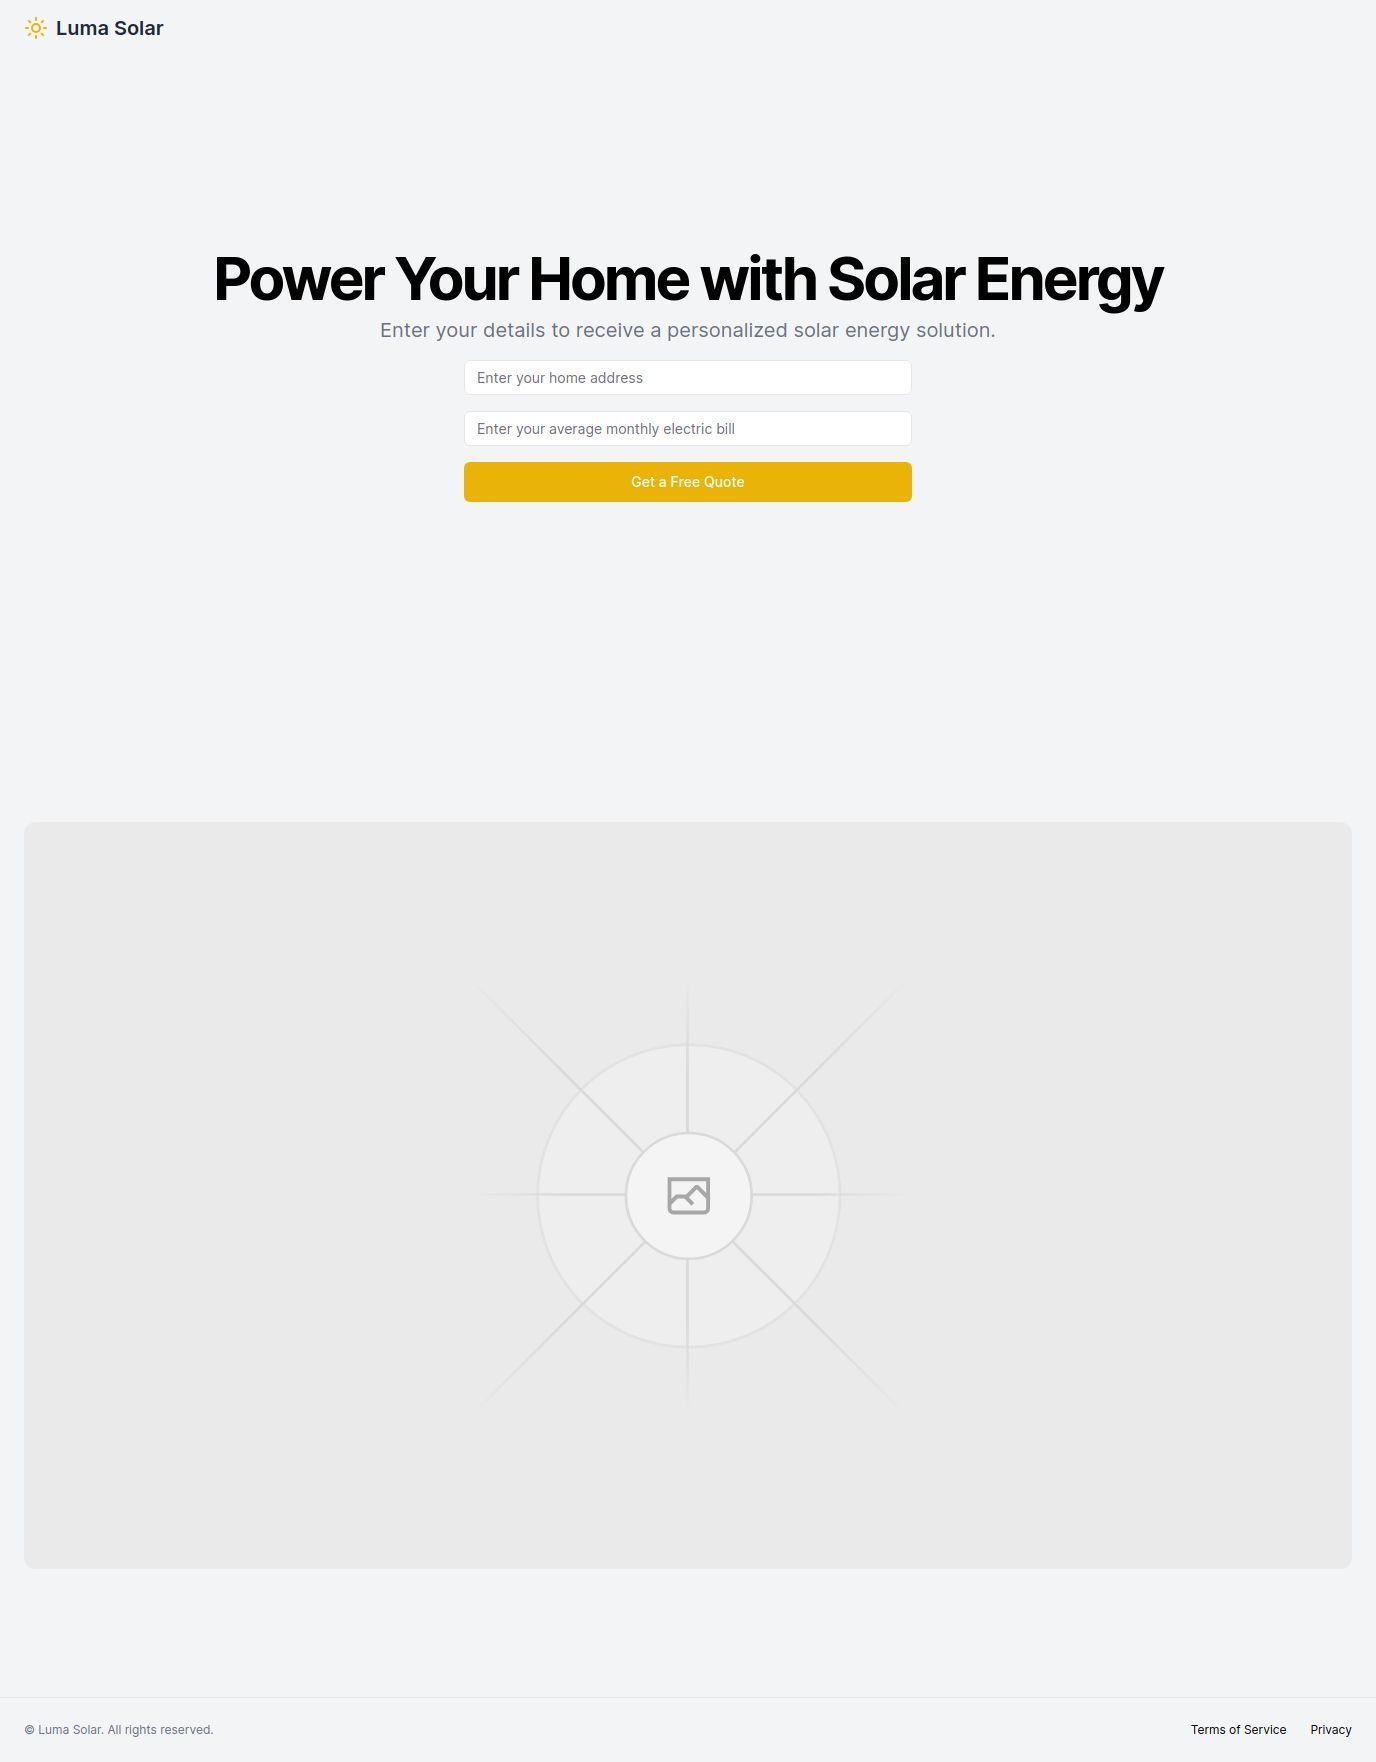 Luma Solar
Power Your Home with Solar Energy
Enter your details to receive a personalized solar energy solution.
Enter your home address
Enter your average monthly electric bill
Get a Free Quote
© Luma Solar. All rights reserved.
Terms of Service
Privacy